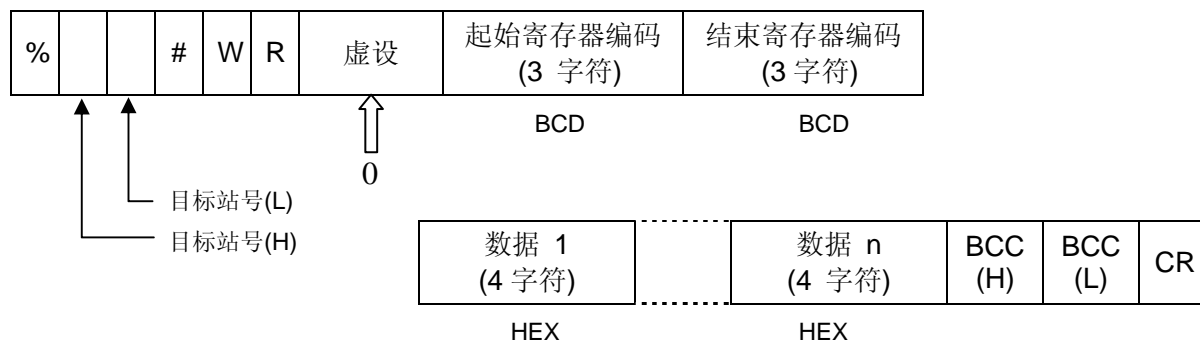 % # W R 虚设 起始寄存器编码 结束寄存器编码
(3 字符) (3 字符)
BCD BCD
0
目标站号(L)
目标站号(H)
数据 1 数据 n BCC BCC CR
(4 字符) (4 字符) (H) (L)
HEX HEX